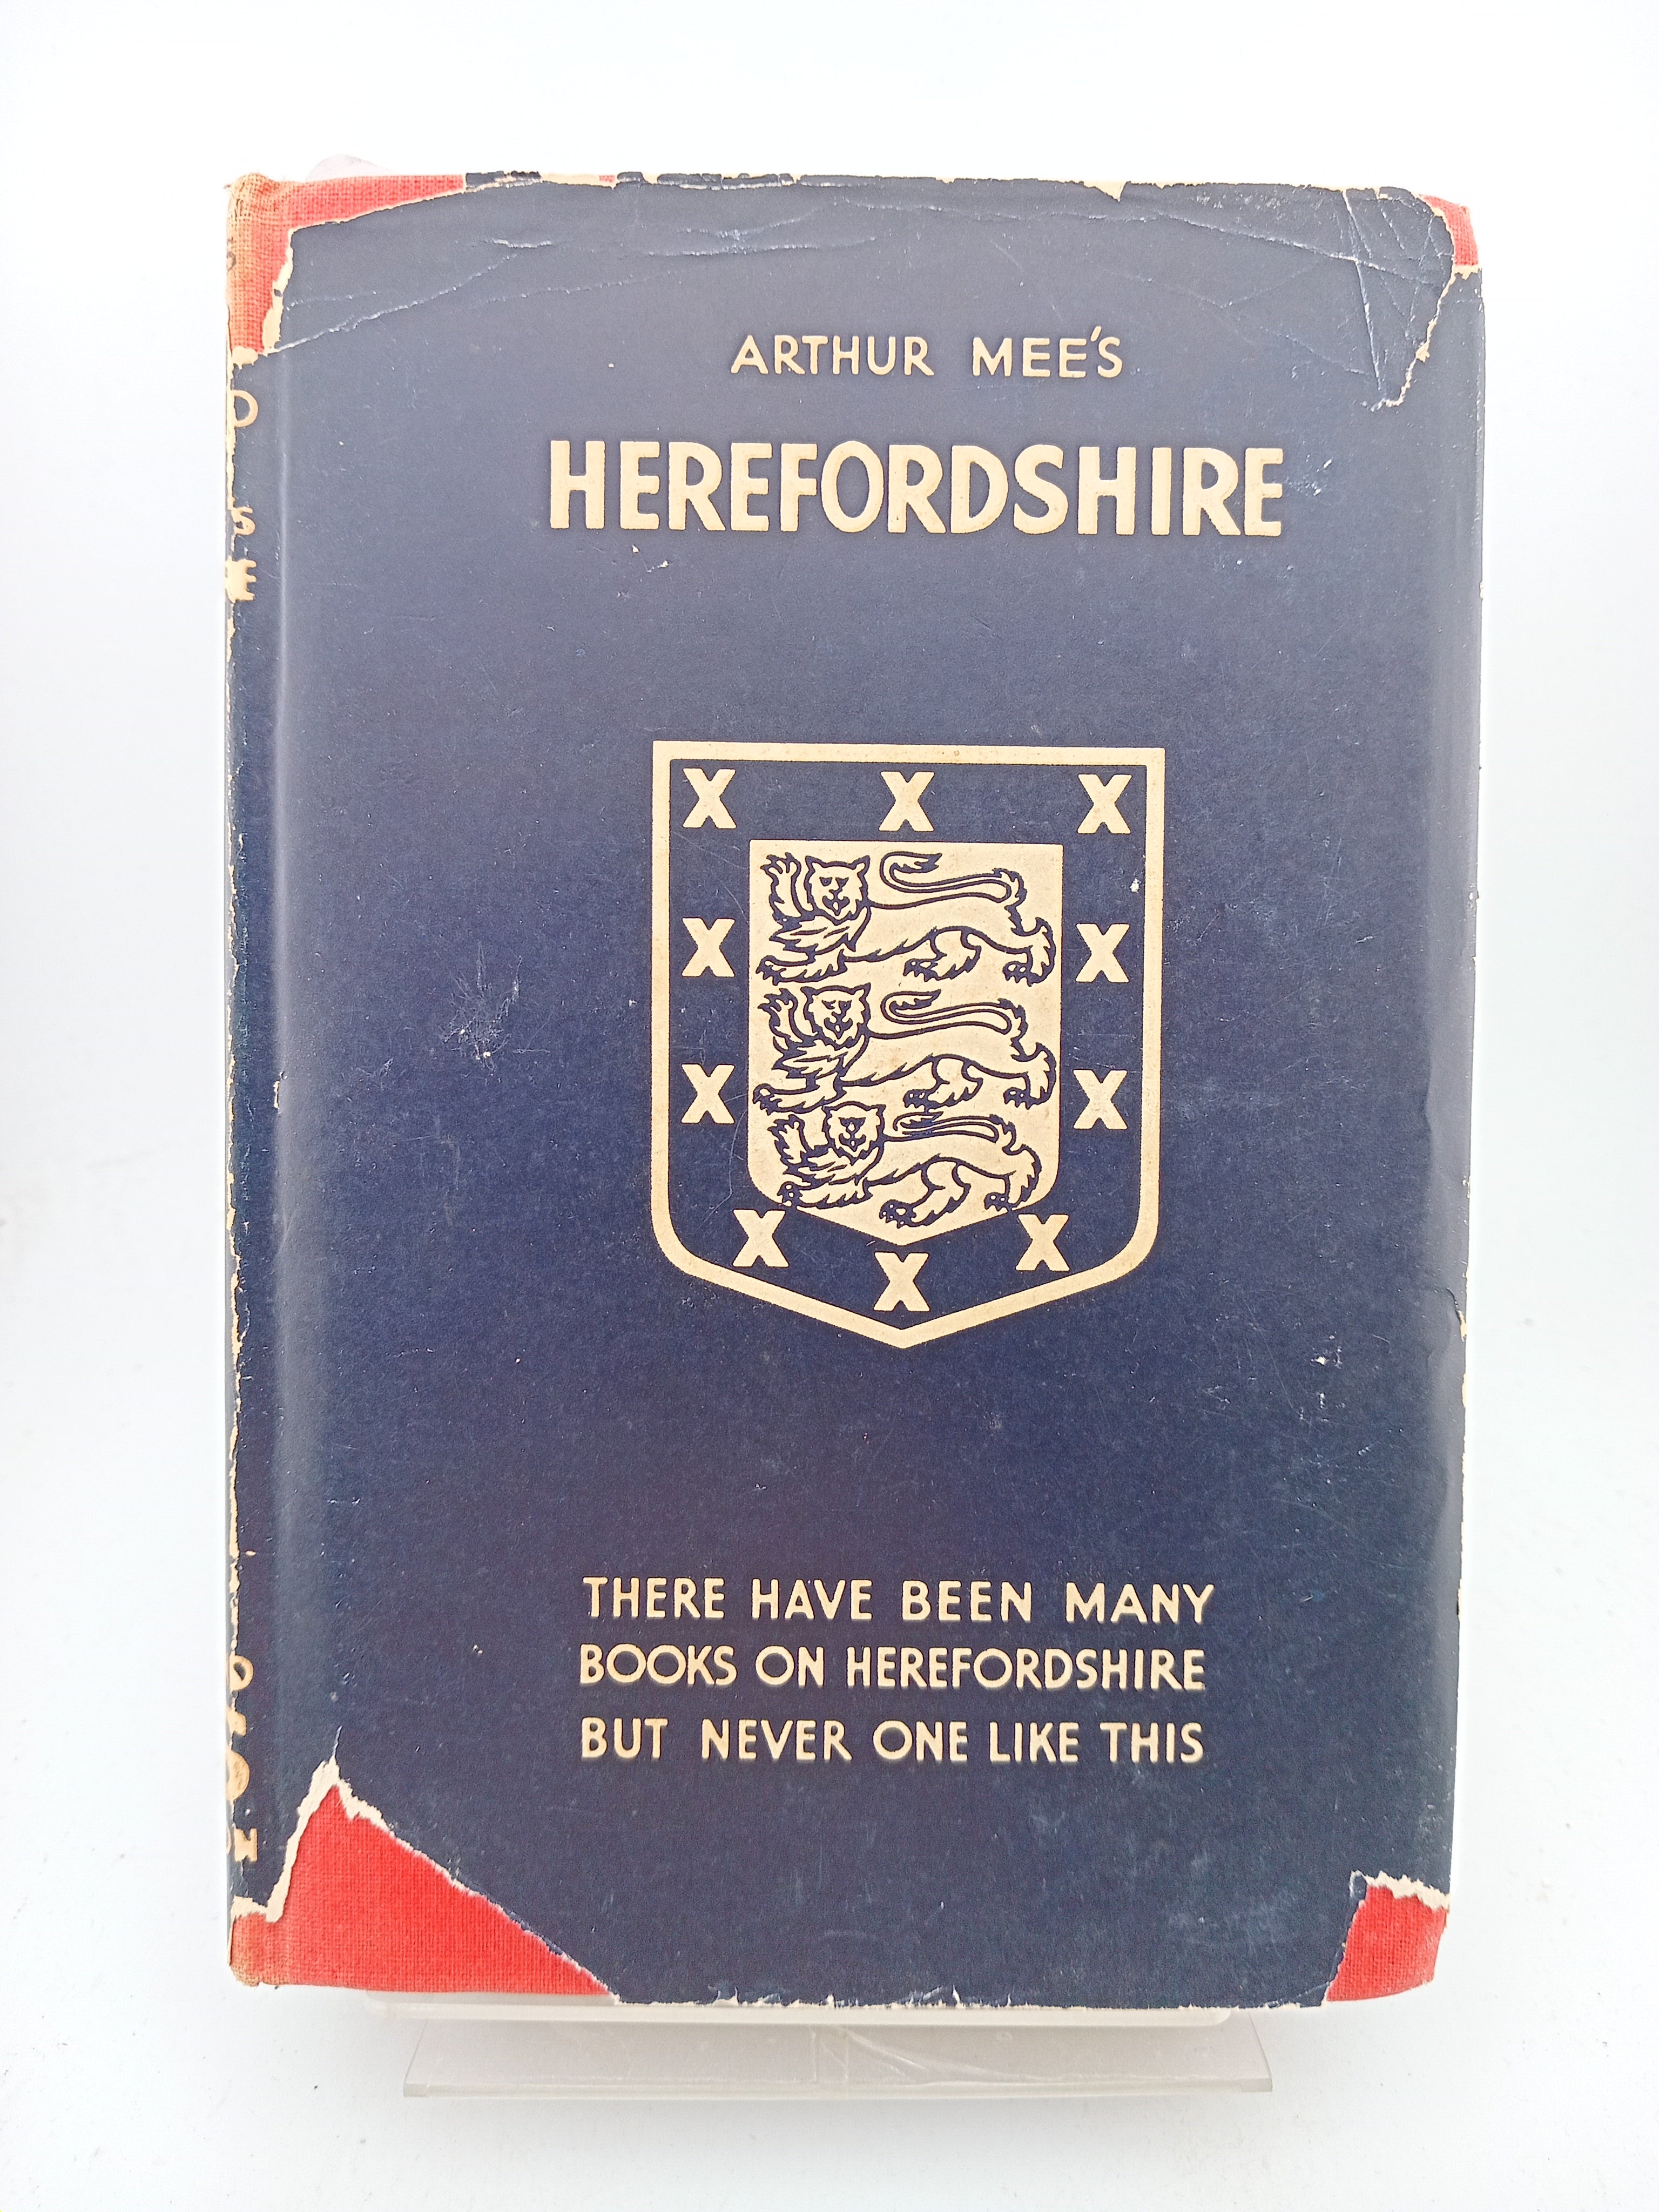 ARTHUR MEE'S
HEREFORDSHIRE
X X X
X X
X X
X X
X
THERE HAVE BEEN MANY
BOOKS ON HEREFORDSHIRE
BUT NEVER ONE LIKE THIS